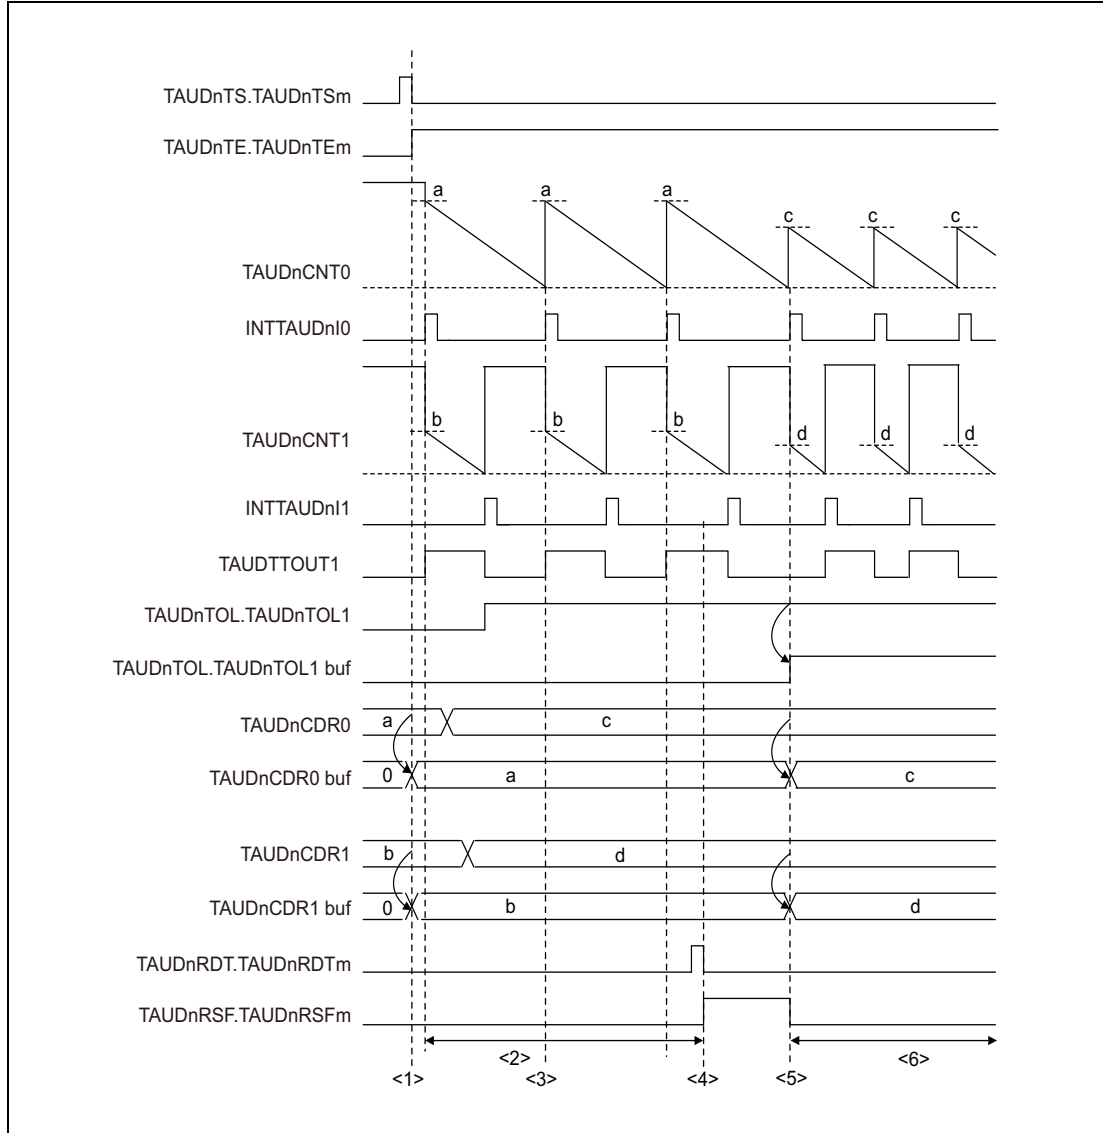 TAUDnTS.TAUDnTSm
TAUDnTE.TAUDnTEm
a a a
c c c
TAUDnCNT0
INTTAUDnI0
b b b
TAUDnCNT1 d d d
INTTAUDnI1
TAUDTTOUT1
TAUDnTOL.TAUDnTOL1
TAUDnTOL.TAUDnTOL1 buf
TAUDnCDR0 a c
TAUDnCDR0 buf 0 a c
TAUDnCDR1 b d
TAUDnCDR1 buf 0 b d
TAUDnRDT.TAUDnRDTm
TAUDnRSF.TAUDnRSFm
<2> <6>
<1> <3> <4> <5>